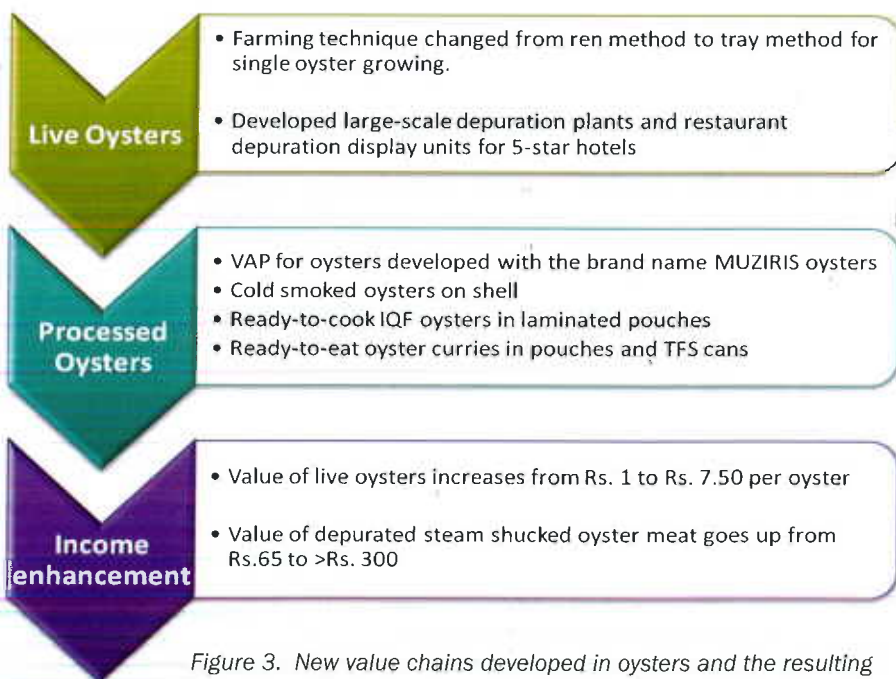 Live Oysters
• Farming technique changed from ren method to tray method for
single oyster growing.
• Developed large-scale depuration plants and restaurant
depuration display units for 5-star hotels
Processed
Oysters
• VAP for oysters developed with the brand name MUZIRIS oysters
• Cold smoked oysters on shell
• Ready-to-cook IQF oysters in laminated pouches
• Ready-to-eat oyster curries in pouches and TFS cans
Income
enhancement
• Value of live oysters increases from Rs. 1 to Rs. 7.50 per oyster
• Value of depurated steam shucked oyster meat goes up from
Rs.65 to >Rs. 300
Figure 3. New value chains developed in oysters and the resulting